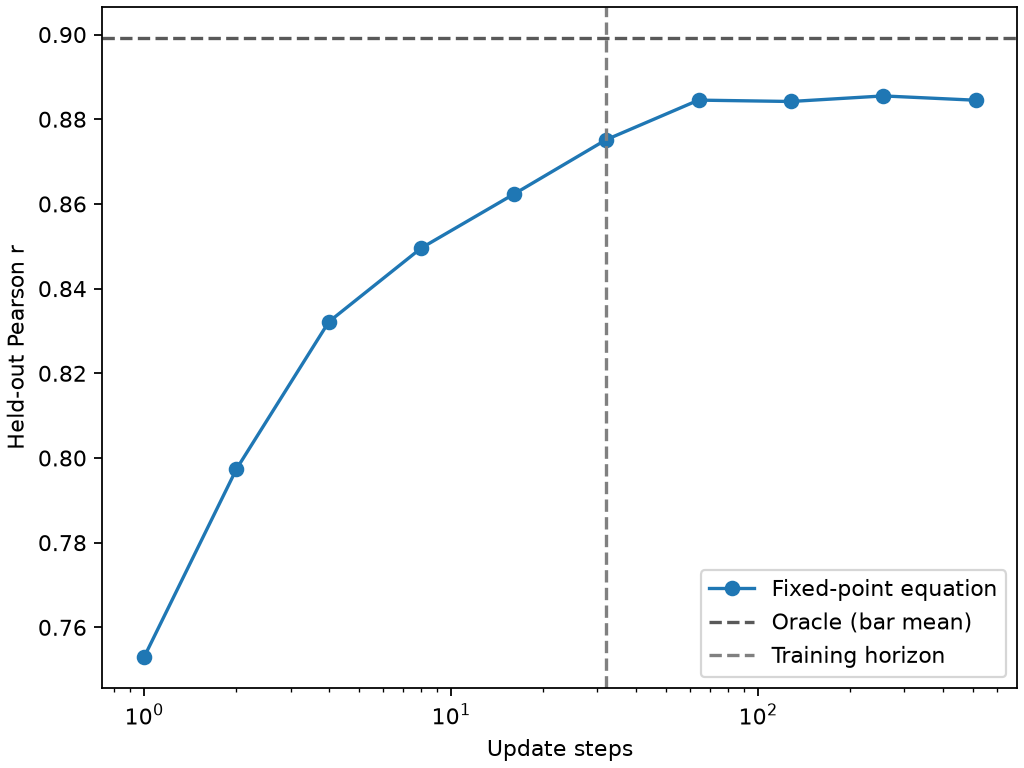 0.90
0.88
0.86
0.84
0.82
0.80
0.78
0.76
Held-out Pearson r
10⁰
10¹
10²
Update steps
Fixed-point equation
Oracle (bar mean)
Training horizon